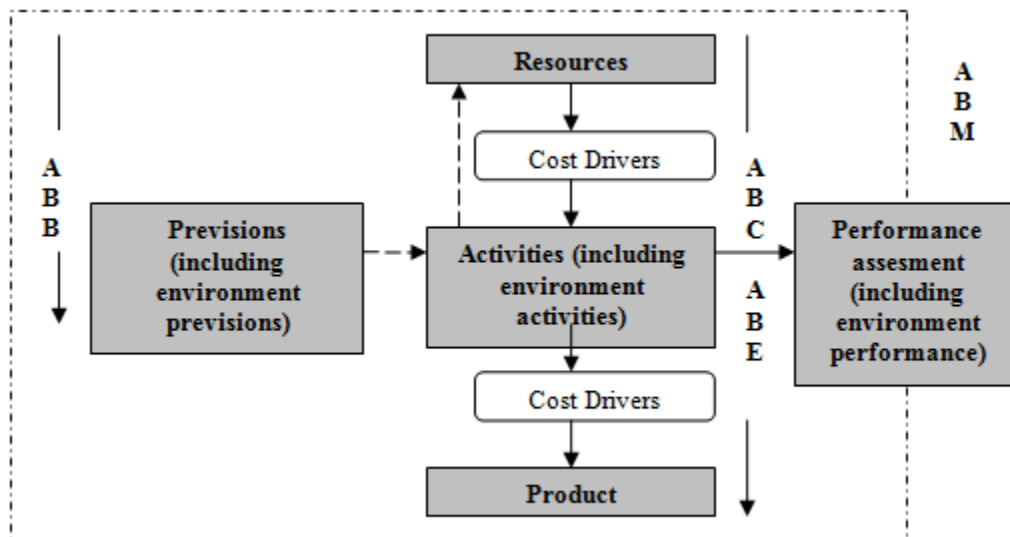 Resources
A
B
M
Cost Drivers
A
B
B
A
B
C
Previsions
(including
environment
previsions)
Activities (including
environment
activities)
Performance
assesment
(including
environment
performance)
A
B
E
Cost Drivers
Product